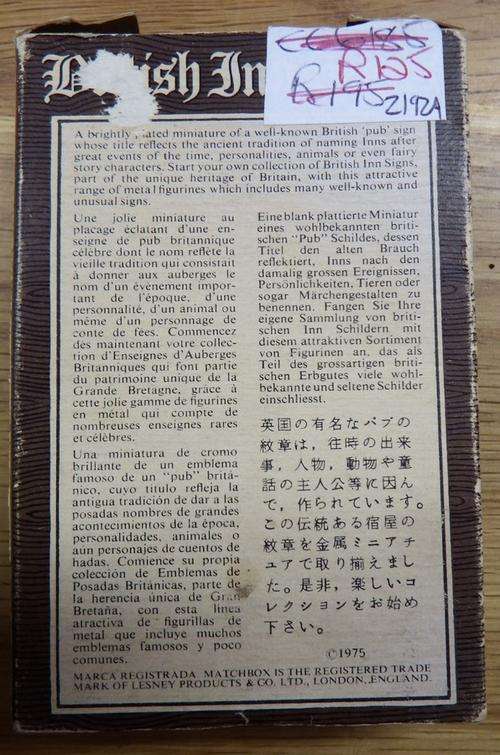 ish In
R125
R195
2192A
A brightly ated miniature of a well-known British 'pub' sign
whose title reflects the ancient tradition of naming Inns after
great events of the time, personalities, animals or even fairy
story characters. Start your own collection of British Inn Signs,
part of the unique heritage of Britain, with this attractive
range of metal figurines which includes many well-known and
unusual signs.
Une jolie miniature au
placage éclatant d'une en-
seigne de pub britannique
célèbre dont le nom reflète la
vieille tradition qui consistait
à donner aux auberges le
nom d'un évenement impor-
tant de l'époque, d'une
personnalité, d'un animal ou
même d'un personnage de
conte de fées. Commencez
dès maintenant votre collec-
tion d'Enseignes d'Auberges
Britanniques qui font partie
du patrimoine unique de la
Grande Bretagne, grâce à
cette jolie gamme de figurines
en métal qui compte de
nombreuses enseignes rares
et célèbres.
Una miniatura de cromo
brillante de un emblema
famoso de un "pub" britá-
nico, cuyo titulo refleja la
antigua tradición de dar a las
posadas nombres de grandes
acontecimientos de la época,
personalidades, animales o
aún personajes de cuentos de
hadas. Comience su propia
colección de Emblemas de
Posadas Británicas, parte de
la herencia única de Gran
Bretaña, con esta linea
atractiva de figurillas de
metal que incluye muchos
emblemas famosos y poco
comunes.
Eine blank plattierte Miniatur
eines wohlbekannten briti-
schen "Pub" Schildes, dessen
Titel den alten Brauch
reflektiert, Inns nach den
damalig grossen Ereignissen,
Persönlichkeiten, Tieren oder
sogar Märchengestalten zu
benennen. Fangen Sie Ihre
eigene Sammlung von briti-
schen Inn Schildern mit
diesem attraktiven Sortiment
von Figurinen an, das als
Teil des grossartigen briti-
schen Erbgutes viele wohl-
bekannte und seltene Schilder
einschliesst.
英国の有名なパブの
紋章は，往時の出来
事，人物，動物や童
話の主人公等に因ん
で，作られています。
この伝統ある宿屋の
紋章を金属ミニアチ
ュアで取り揃えまし
た。是非，楽しいコ
レクションをお始め
下さい。
©1975
MARCA REGISTRADA. MATCHBOX IS THE REGISTERED TRADE
MARK OF LESNEY PRODUCTS & CO. LTD., LONDON, ENGLAND.